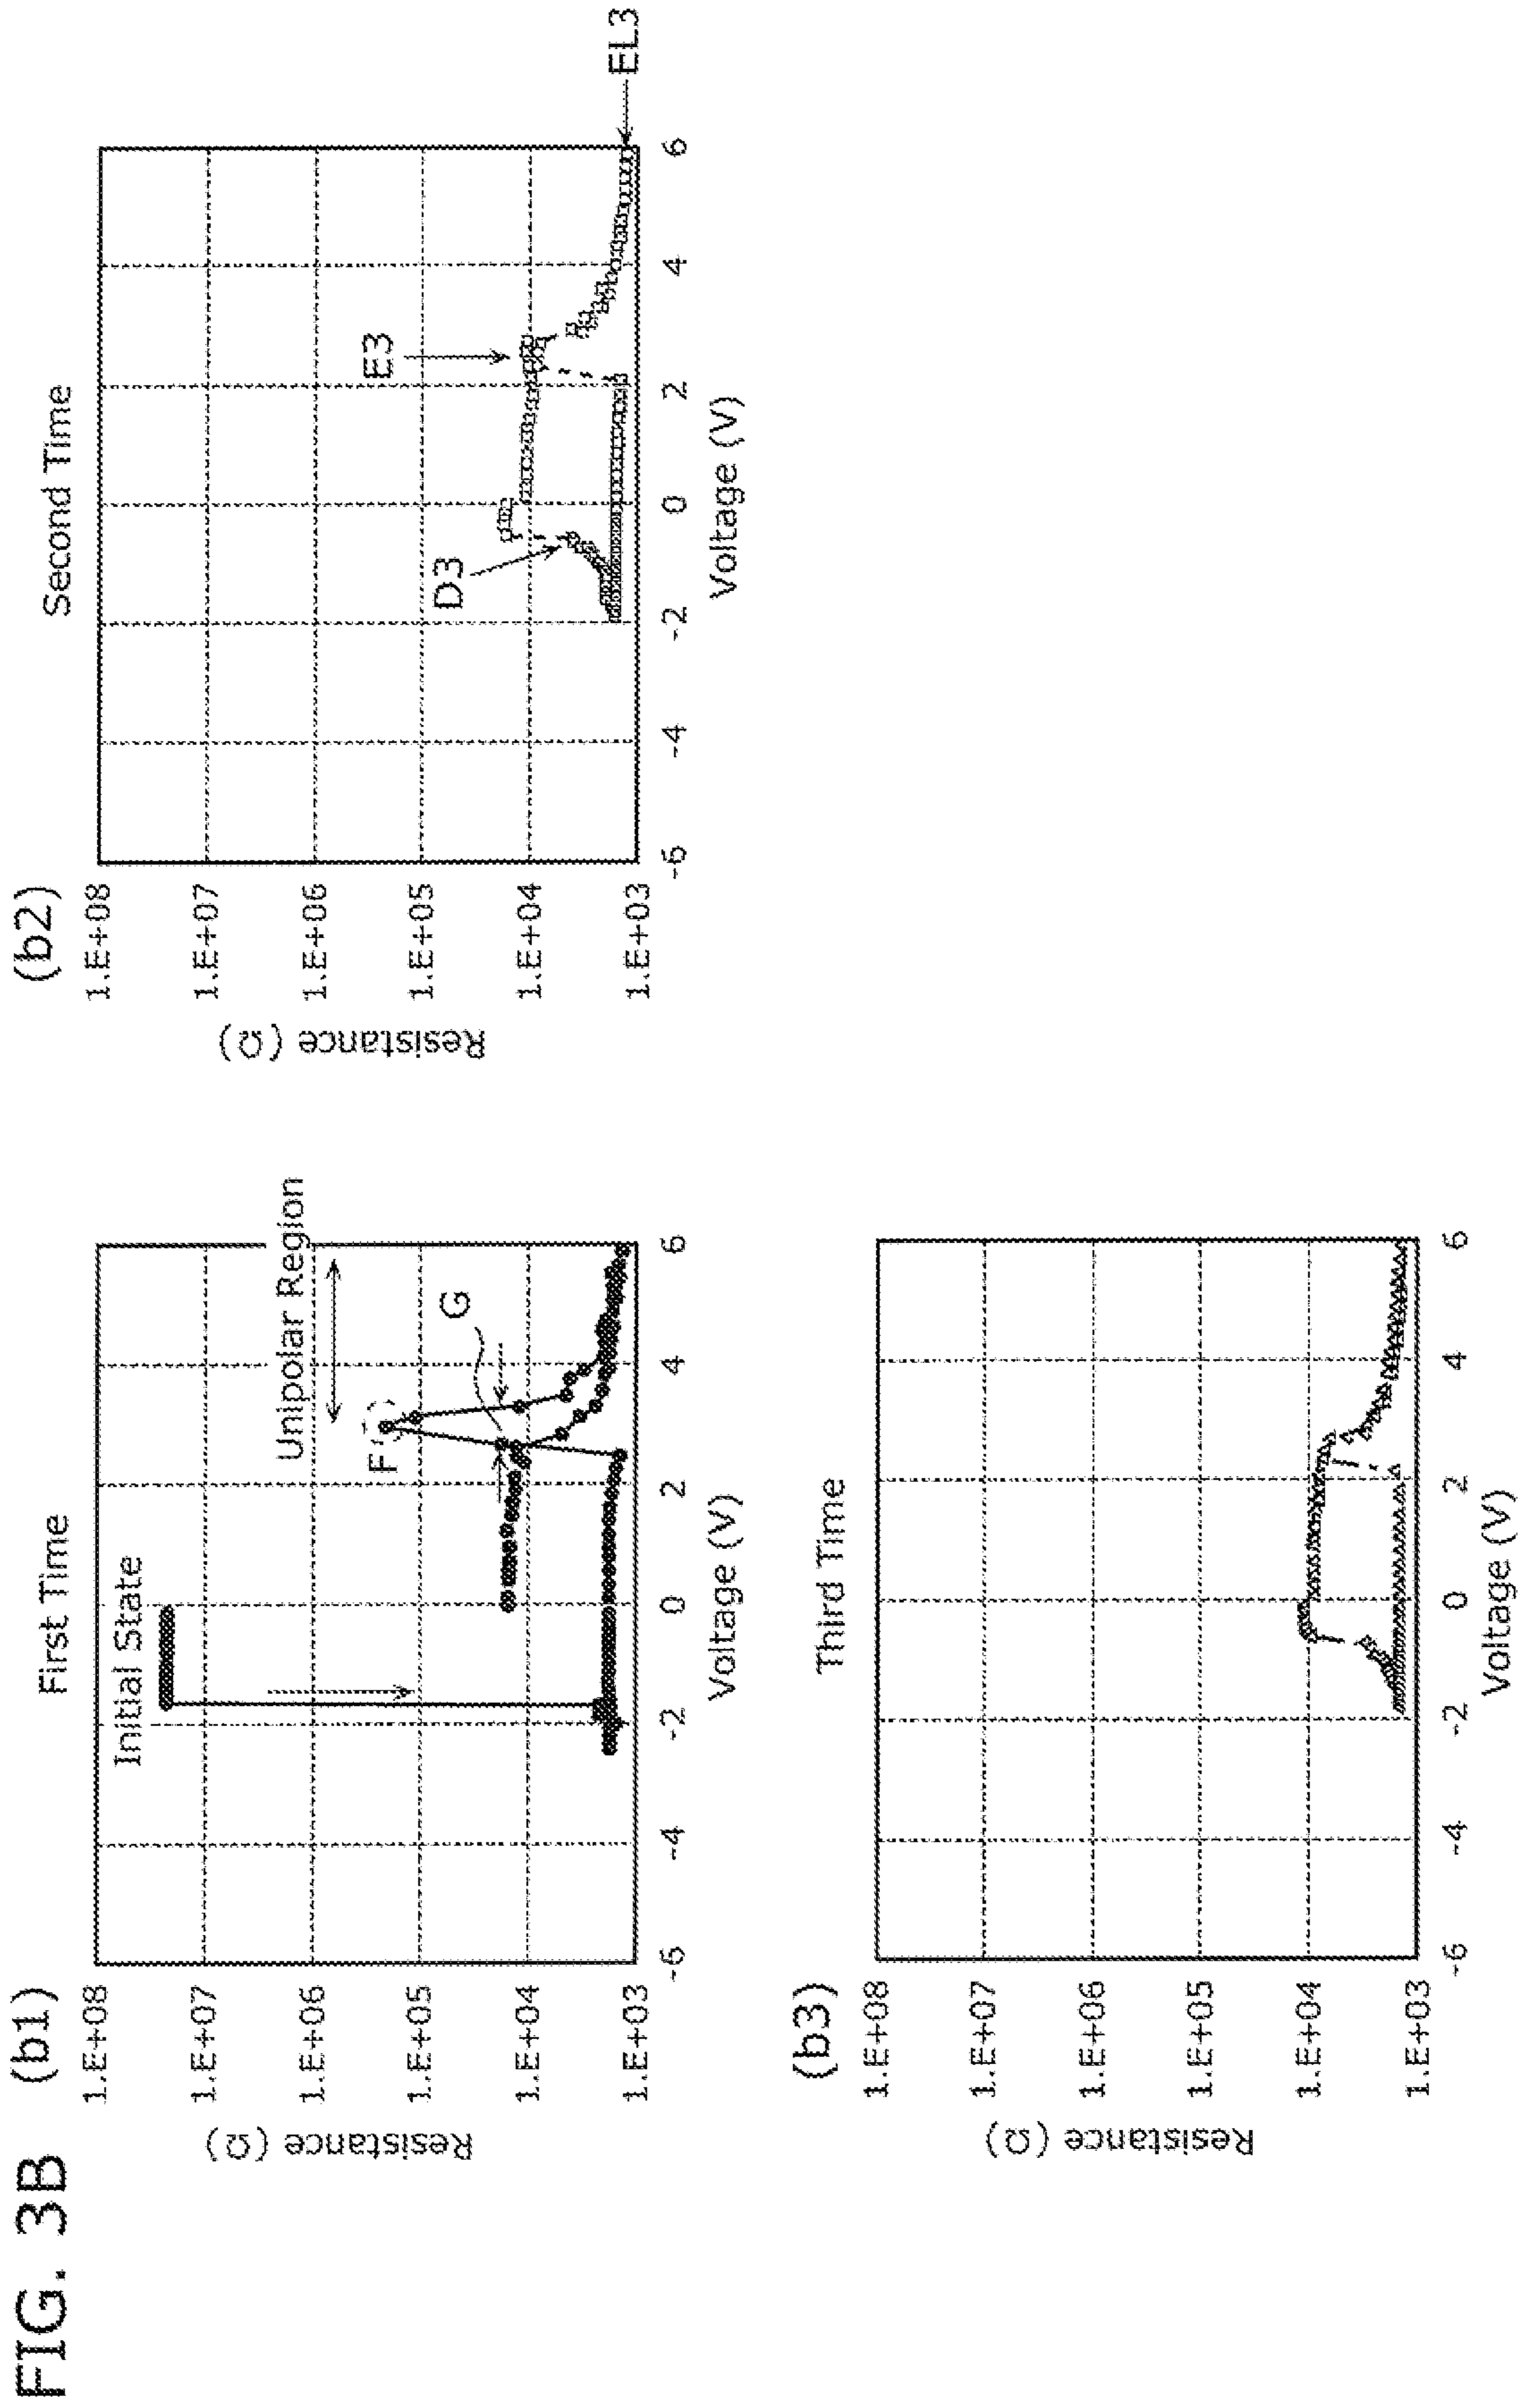 FIG. 3B
(b1)
First Time
Resistance (Ω)
1.E+08
1.E+07
1.E+06
1.E+05
1.E+04
1.E+03
Initial State
Unipolar Region
F
G
-6 -4 -2 0 2 4 6
Voltage (V)
(b2)
Second Time
Resistance (Ω)
1.E+08
1.E+07
1.E+06
1.E+05
1.E+04
1.E+03
D3
E3
EL3
-6 -4 -2 0 2 4 6
Voltage (V)
(b3)
Third Time
Resistance (Ω)
1.E+08
1.E+07
1.E+06
1.E+05
1.E+04
1.E+03
-6 -4 -2 0 2 4 6
Voltage (V)